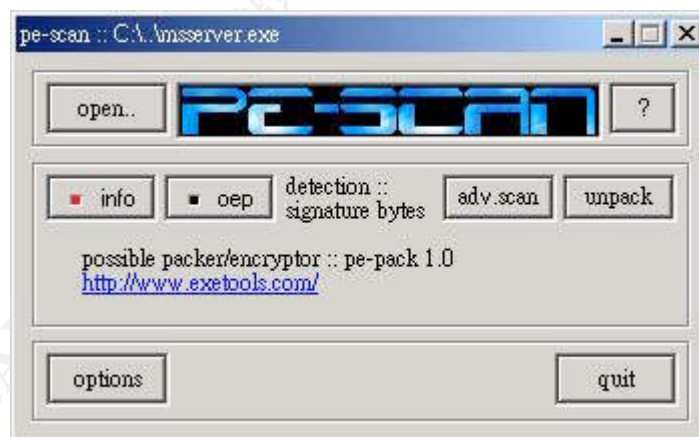 pe-scan :: C:\..\msserver.exe
open.. PE-SCAN ?
info oep detection :: signature bytes adv.scan unpack
possible packer/encryptor :: pe-pack 1.0
http://www.exetools.com/
options quit